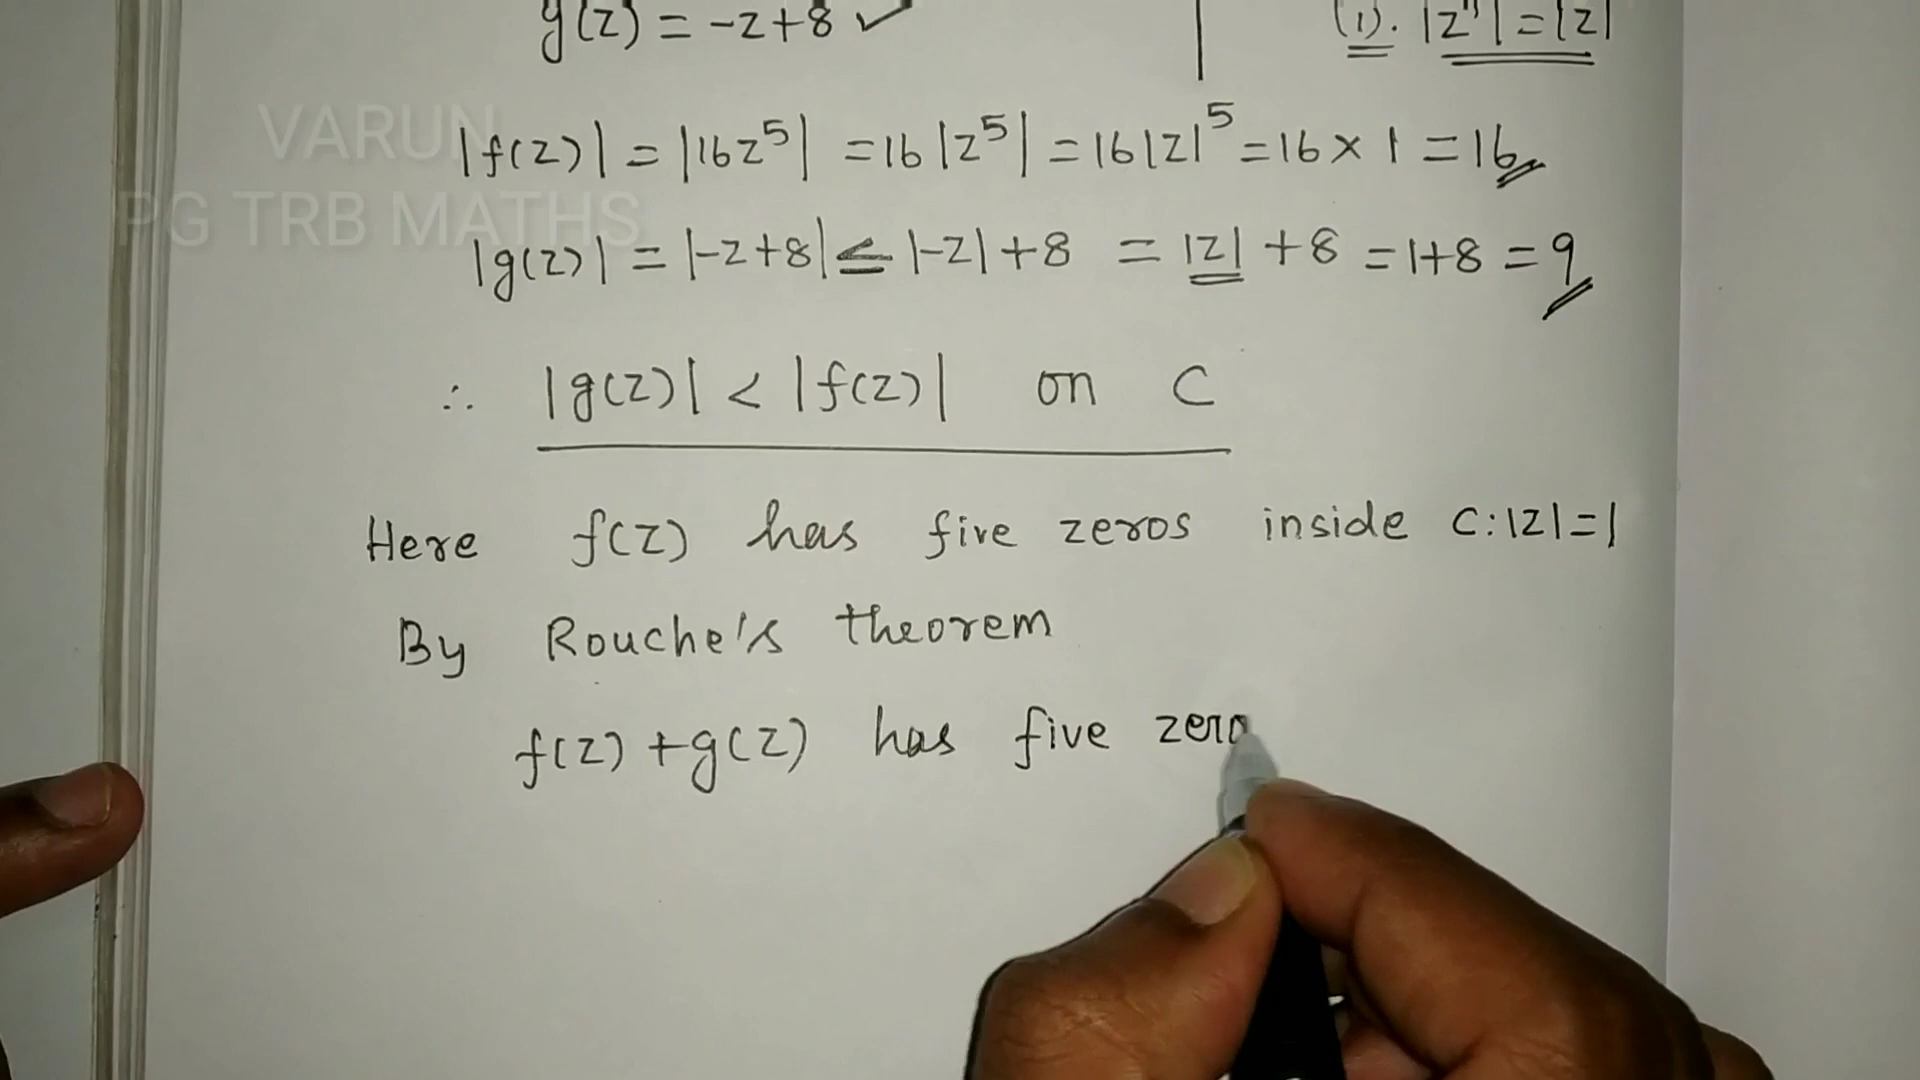 g(z) = -z+8 ✓ (1). |zⁿ| = |z|
VARUN
PG TRB MATHS
|f(z)| = |16z⁵| = 16|z⁵| = 16|z|⁵ = 16 × 1 = 16
|g(z)| = |-z+8| ≤ |-z|+8 = |z| + 8 = 1+8 = 9
∴ |g(z)| < |f(z)| on C
Here f(z) has five zeros inside C:|z|=1
By Rouche's theorem
f(z) + g(z) has five zero